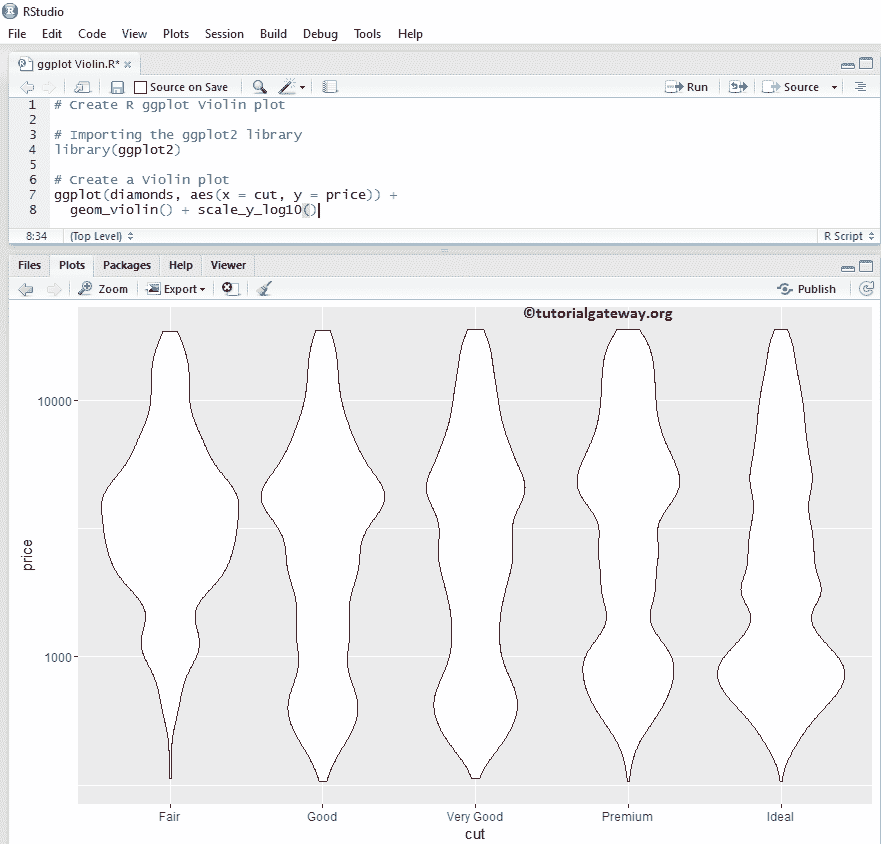 RStudio
File Edit Code View Plots Session Build Debug Tools Help
ggplot Violin.R*
Source on Save Run Source
1 # Create R ggplot Violin plot
2
3 # Importing the ggplot2 library
4 library(ggplot2)
5
6 # Create a Violin plot
7 ggplot(diamonds, aes(x = cut, y = price)) +
8 geom_violin() + scale_y_log10()
8:34 (Top Level) R Script
Files Plots Packages Help Viewer
Zoom Export Publish
©tutorialgateway.org
10000
price
1000
Fair Good Very Good Premium Ideal
cut